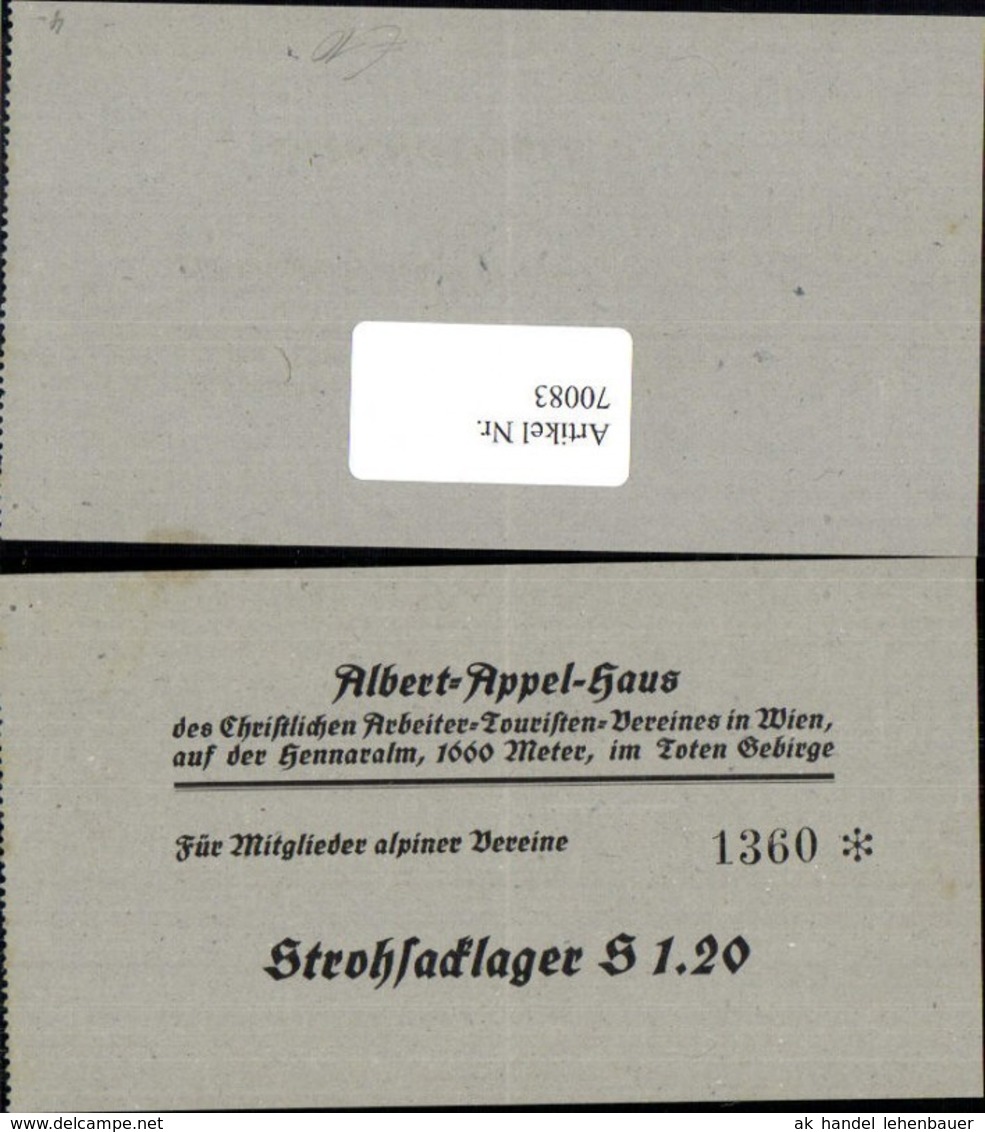 Artikel Nr.
70083
Albert-Appel-Haus
des Christlichen Arbeiter-Touristen-Vereines in Wien,
auf der Hennaralm, 1660 Meter, im Toten Gebirge
Für Mitglieder alpiner Vereine
1360 *
Strohsacklager S 1.20
www.delcampe.net
ak handel lehenbauer